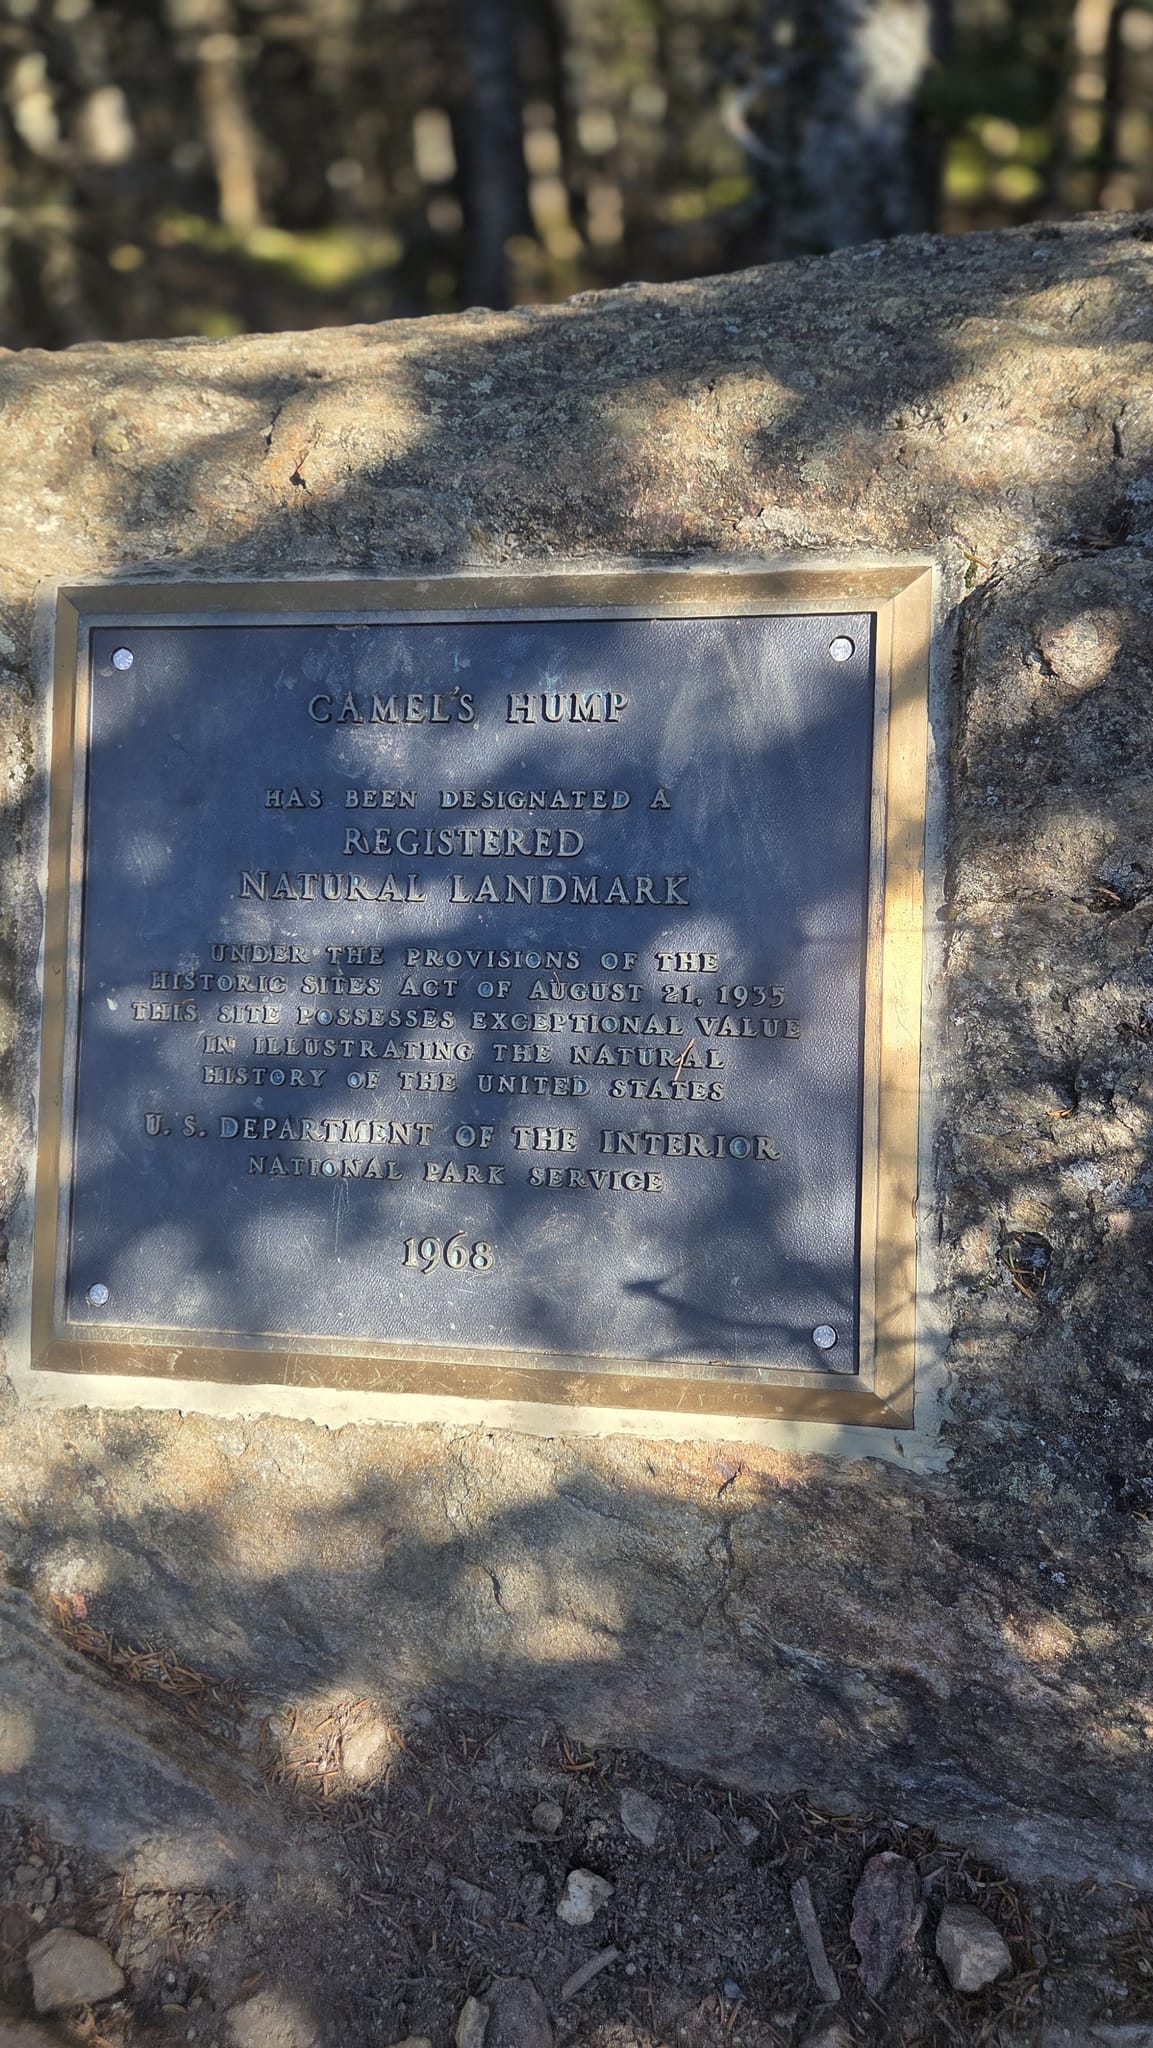 CAMEL'S HUMP
HAS BEEN DESIGNATED A
REGISTERED
NATURAL LANDMARK
UNDER THE PROVISIONS OF THE
HISTORIC SITES ACT OF AUGUST 21, 1935
THIS SITE POSSESSES EXCEPTIONAL VALUE
IN ILLUSTRATING THE NATURAL
HISTORY OF THE UNITED STATES
U. S. DEPARTMENT OF THE INTERIOR
NATIONAL PARK SERVICE
1968